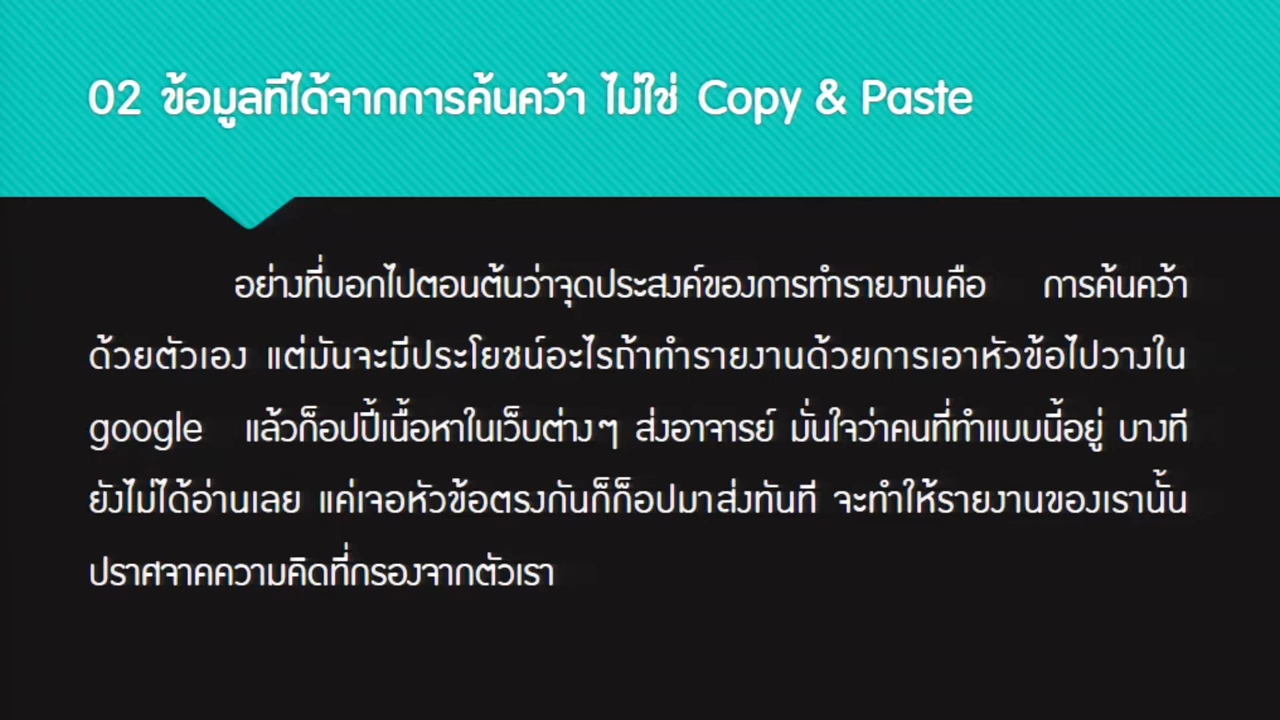 02 ข้อมูลที่ได้จากการค้นคว้า ไม่ใช่ Copy & Paste
อย่างที่บอกไปตอนต้นว่าจุดประสงค์ของการทำรายงานคือ การค้นคว้า
ด้วยตัวเอง แต่มันจะมีประโยชน์อะไรถ้าทำรายงานด้วยการเอาหัวข้อไปวางใน
google แล้วก็อปปี้เนื้อหาในเว็บต่างๆ ส่งอาจารย์ มั่นใจว่าคนที่ทำแบบนี้อยู่ บางที
ยังไม่ได้อ่านเลย แค่เจอหัวข้อตรงกันก็ก็อปมาส่งทันที จะทำให้รายงานของเรานั้น
ปราศจาคความคิดที่กรองจากตัวเรา